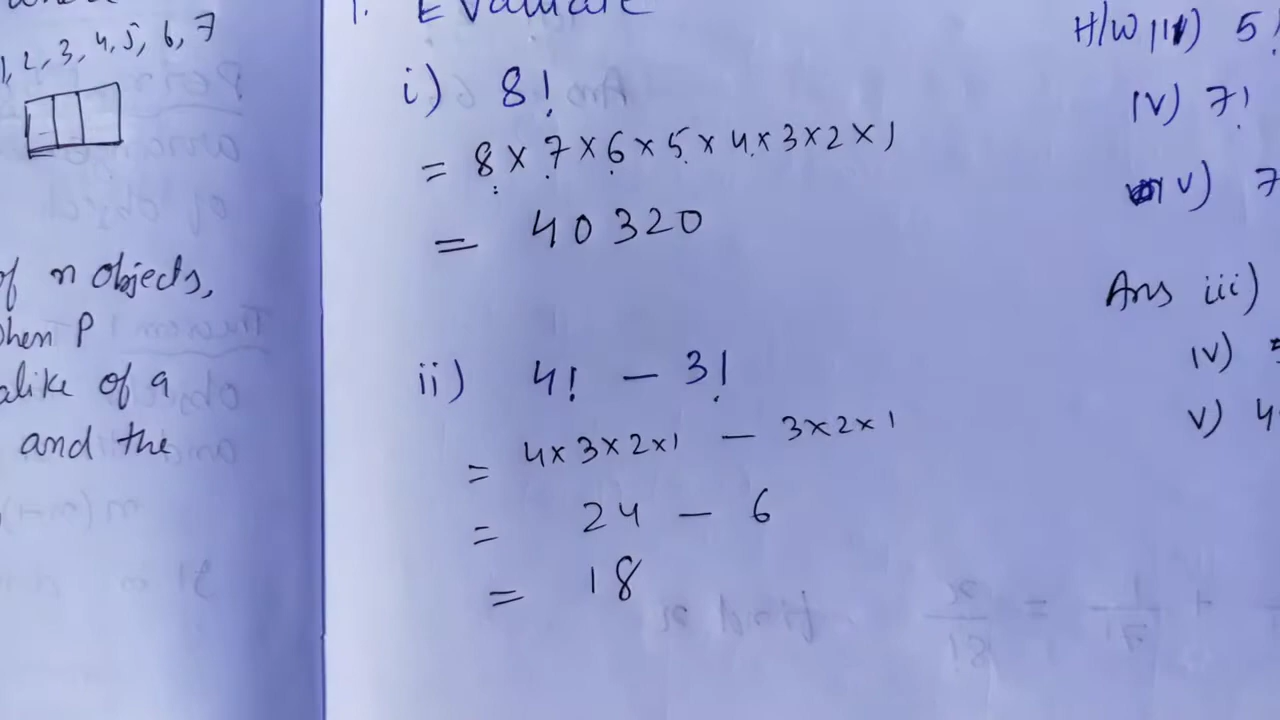 1, 2, 3, 4, 5, 6, 7
of n objects,
when P
alike of a
and the
1. Evaluate
i) 8!
= 8 × 7 × 6 × 5 × 4 × 3 × 2 × 1
= 40320
ii) 4! – 3!
= 4 × 3 × 2 × 1 – 3 × 2 × 1
= 24 – 6
= 18
H/W iii) 5!
iv) 7!
v) 7
Ans iii)
iv)
v) 4